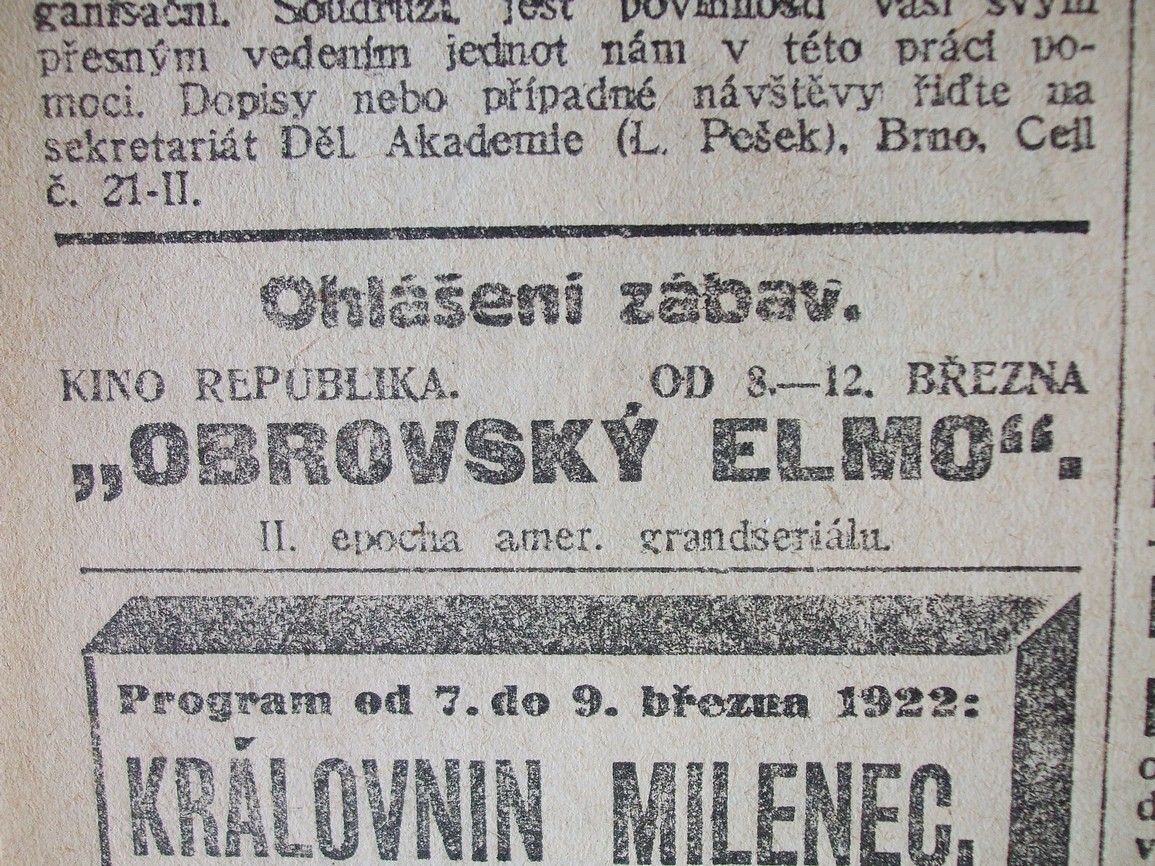 ganisační. Soudruzi, jest povinností vaší svým
přesným vedením jednot nám v této práci po-
moci. Dopisy nebo případné návštěvy řiďte na
sekretariát Děl. Akademie (L. Pešek), Brno, Cejl
č. 21-II.
Ohlášení zábav.
KINO REPUBLIKA. OD 8.—12. BŘEZNA
„OBROVSKÝ ELMO“.
II. epocha amer. grandseriálu.
Program od 7. do 9. března 1922:
KRÁLOVNIN MILENEC.